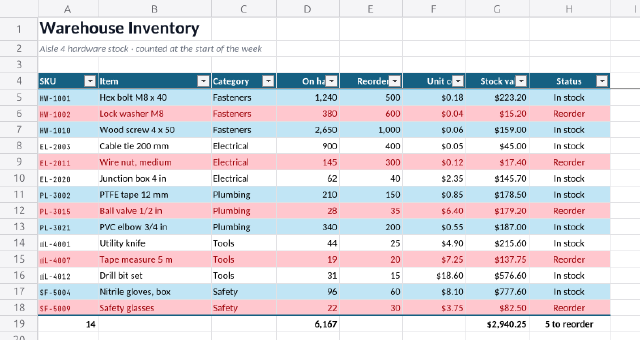 A B C D E F G H I
1 Warehouse Inventory
2 Aisle 4 hardware stock - counted at the start of the week
3
4 SKU Item Category On ha Reorder Unit c Stock va Status
5 HW-1001 Hex bolt M8 x 40 Fasteners 1,240 500 $0.18 $223.20 In stock
6 HW-1002 Lock washer M8 Fasteners 380 600 $0.04 $15.20 Reorder
7 HW-1010 Wood screw 4 x 50 Fasteners 2,650 1,000 $0.06 $159.00 In stock
8 EL-2003 Cable tie 200 mm Electrical 900 400 $0.05 $45.00 In stock
9 EL-2011 Wire nut, medium Electrical 145 300 $0.12 $17.40 Reorder
10 EL-2020 Junction box 4 in Electrical 62 40 $2.35 $145.70 In stock
11 PL-3002 PTFE tape 12 mm Plumbing 210 150 $0.85 $178.50 In stock
12 PL-3015 Ball valve 1/2 in Plumbing 28 35 $6.40 $179.20 Reorder
13 PL-3021 PVC elbow 3/4 in Plumbing 340 200 $0.55 $187.00 In stock
14 HL-4001 Utility knife Tools 44 25 $4.90 $215.60 In stock
15 HL-4007 Tape measure 5 m Tools 19 20 $7.25 $137.75 Reorder
16 HL-4012 Drill bit set Tools 31 15 $18.60 $576.60 In stock
17 SF-5004 Nitrile gloves, box Safety 96 60 $8.10 $777.60 In stock
18 SF-5009 Safety glasses Safety 22 30 $3.75 $82.50 Reorder
19 14 6,167 $2,940.25 5 to reorder
20